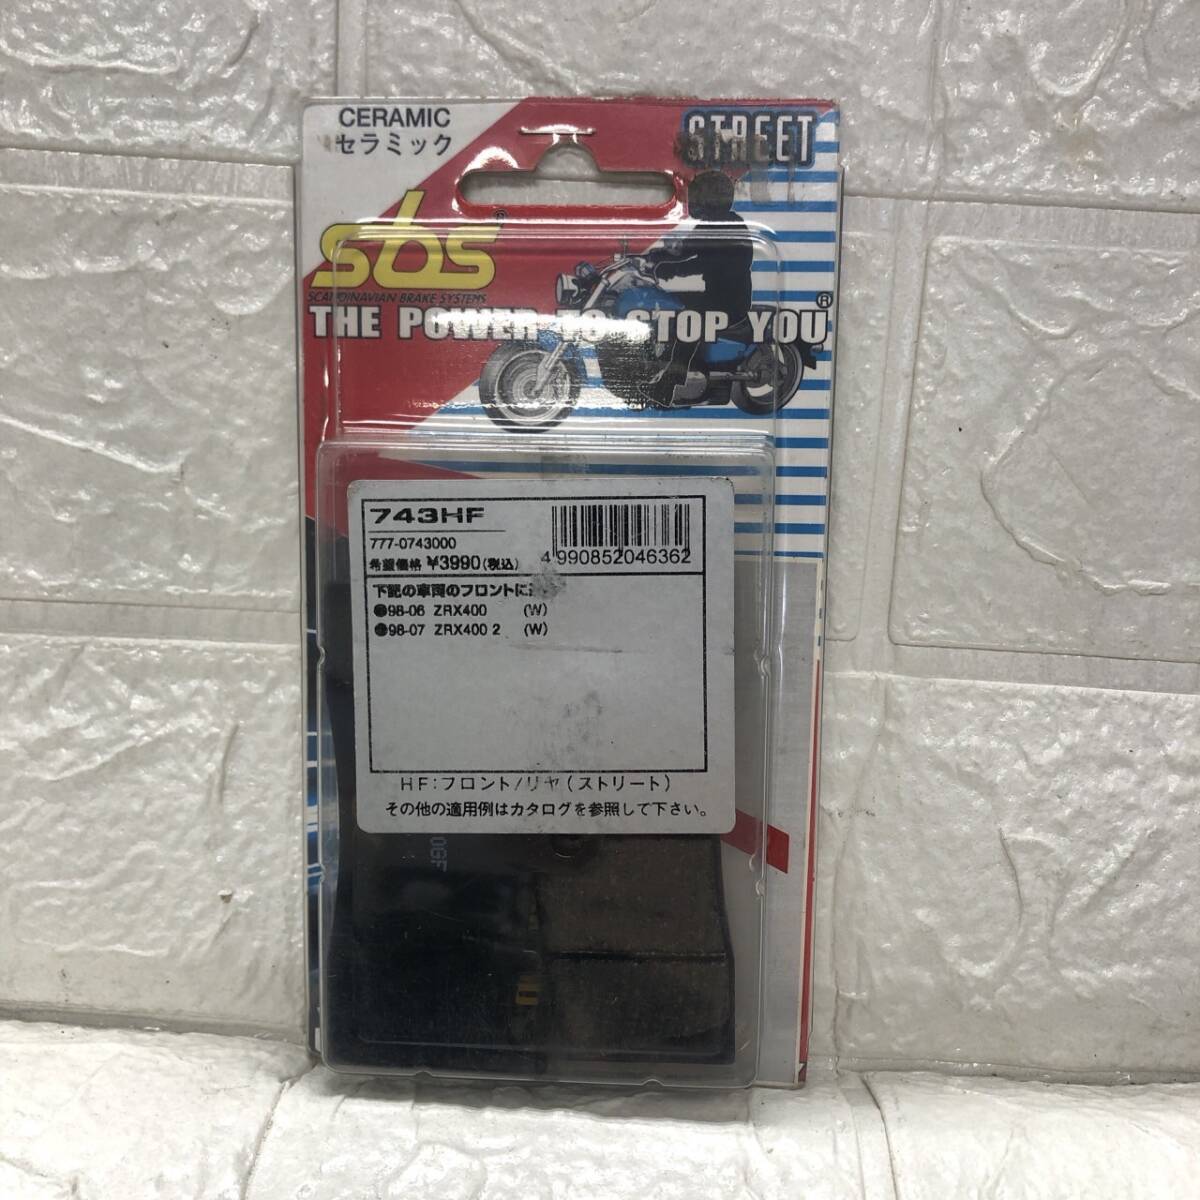 CERAMIC
セラミック
STREET
sbs®
SCANDINAVIAN BRAKE SYSTEMS
THE POWER TO STOP YOU®
743HF
777-0743000
希望価格 ¥3990(税込)
4990852046362
下記の車両のフロントに
●98-06 ZRX400 (W)
●98-07 ZRX400 2 (W)
HF:フロント/リヤ(ストリート)
その他の適用例はカタログを参照して下さい。